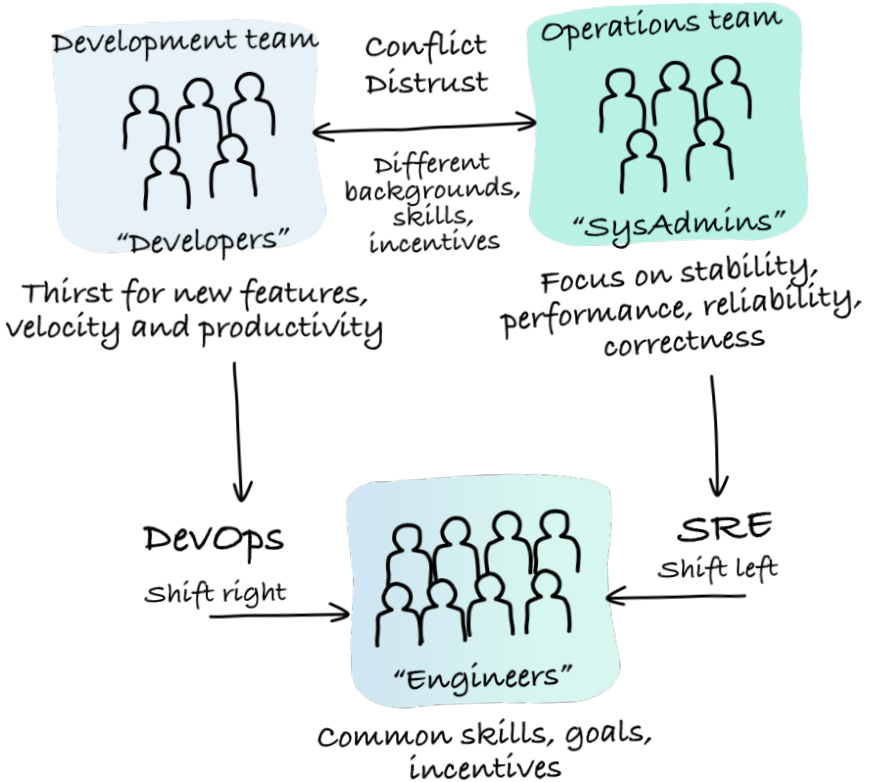 Development team
Conflict
Distrust
Operations team
Different
backgrounds,
skills,
incentives
"Developers"
"SysAdmins"
Thirst for new features,
velocity and productivity
Focus on stability,
performance, reliability,
correctness
DevOps
Shift right
SRE
Shift left
"Engineers"
Common skills, goals,
incentives